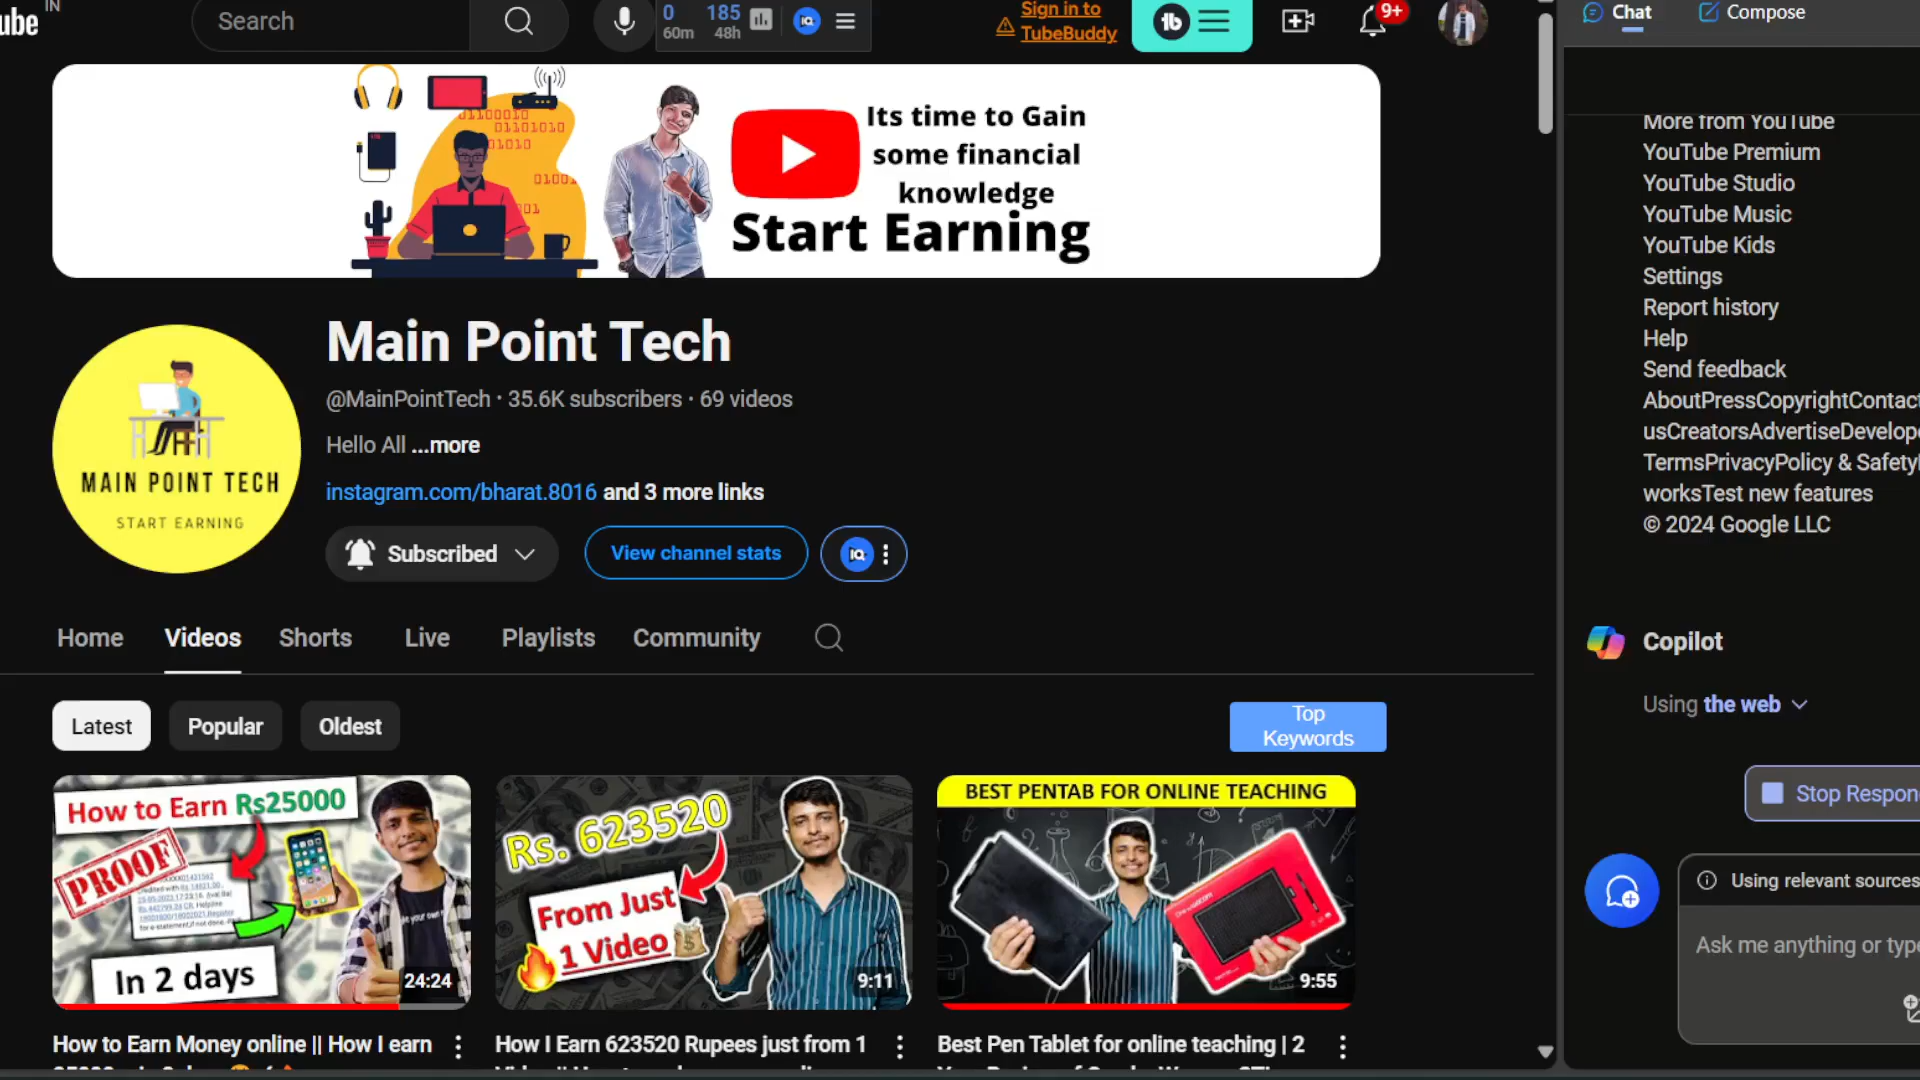 IN
ube
Search
0
60m
185
48h
Sign in to
TubeBuddy
9+
Chat
Compose
Its time to Gain
some financial
knowledge
Start Earning
Main Point Tech
@MainPointTech · 35.6K subscribers · 69 videos
Hello All ...more
instagram.com/bharat.8016 and 3 more links
MAIN POINT TECH
START EARNING
Subscribed
View channel stats
Home
Videos
Shorts
Live
Playlists
Community
Latest
Popular
Oldest
Top
Keywords
How to Earn Rs25000
PROOF
In 2 days
24:24
Rs. 623520
From Just
1 Video
9:11
BEST PENTAB FOR ONLINE TEACHING
9:55
How to Earn Money online || How I earn
How I Earn 623520 Rupees just from 1
Best Pen Tablet for online teaching | 2
More from YouTube
YouTube Premium
YouTube Studio
YouTube Music
YouTube Kids
Settings
Report history
Help
Send feedback
AboutPressCopyrightContact
usCreatorsAdvertiseDevelope
TermsPrivacyPolicy & Safety
worksTest new features
© 2024 Google LLC
Copilot
Using the web
Stop Respon
Using relevant sources
Ask me anything or type